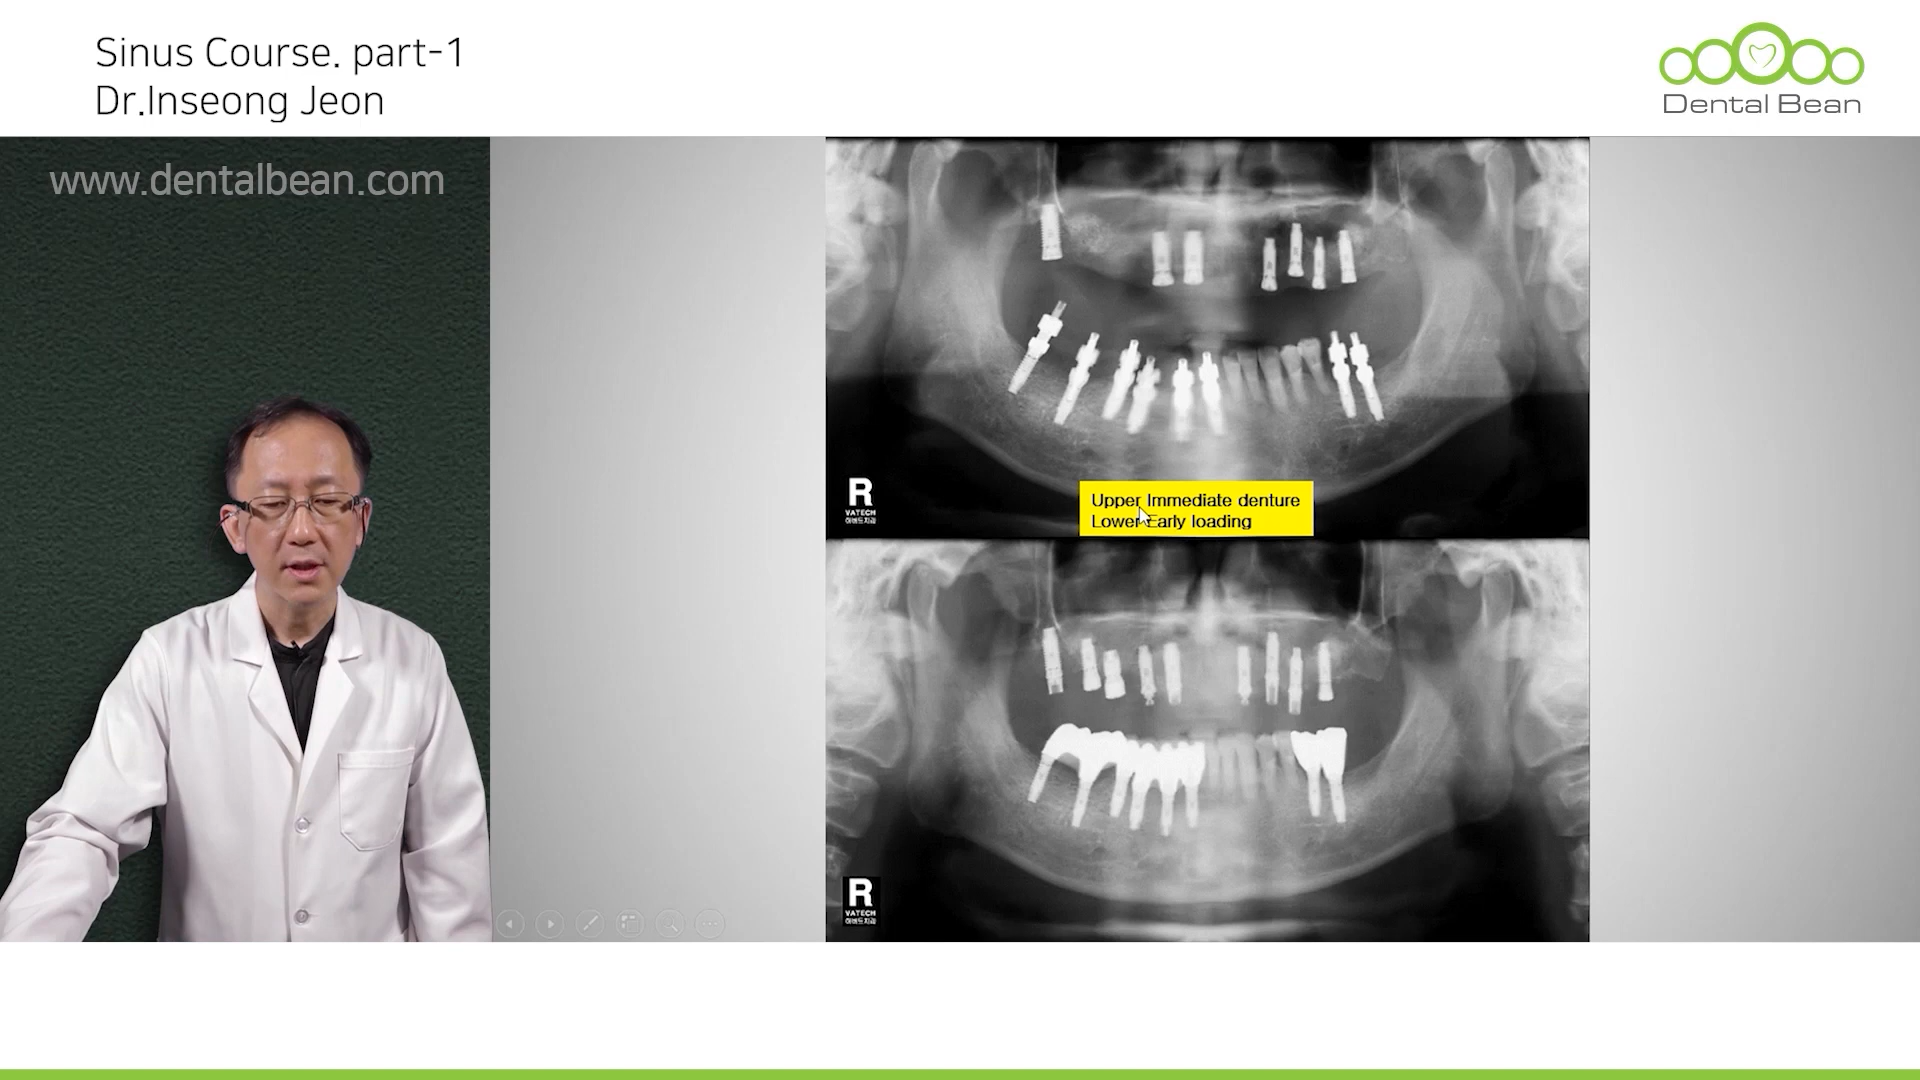 Sinus Course. part-1
Dr.Inseong Jeon
Dental Bean
www.dentalbean.com
R
VATECH
Upper Immediate denture
Lower Early loading
R
VATECH